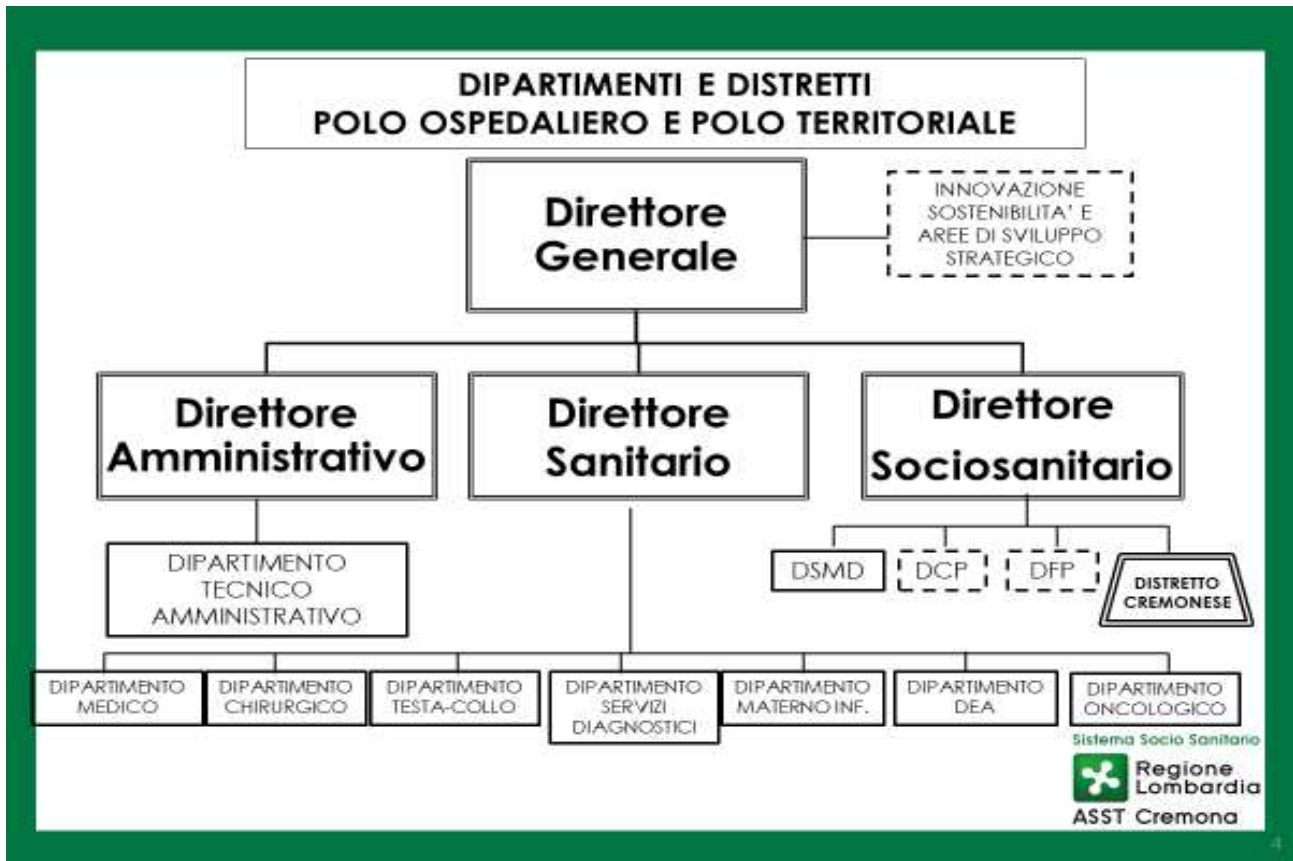 DIPARTIMENTI E DISTRETTI
POLO OSPEDALIERO E POLO TERRITORIALE
Direttore
Generale
INNOVAZIONE
SOSTENIBILITA' E
AREE DI SVILUPPO
STRATEGICO
Direttore
Amministrativo
Direttore
Sanitario
Direttore
Sociosanitario
DIPARTIMENTO
TECNICO
AMMINISTRATIVO
DSMD
DCP
DFP
DISTRETTO
CREMONESE
DIPARTIMENTO
MEDICO
DIPARTIMENTO
CHIRURGICO
DIPARTIMENTO
TESTA-COLLO
DIPARTIMENTO
SERVIZI
DIAGNOSTICI
DIPARTIMENTO
MATERNO INF.
DIPARTIMENTO
DEA
DIPARTIMENTO
ONCOLOGICO
Sistema Socio Sanitario
Regione
Lombardia
ASST Cremona
4